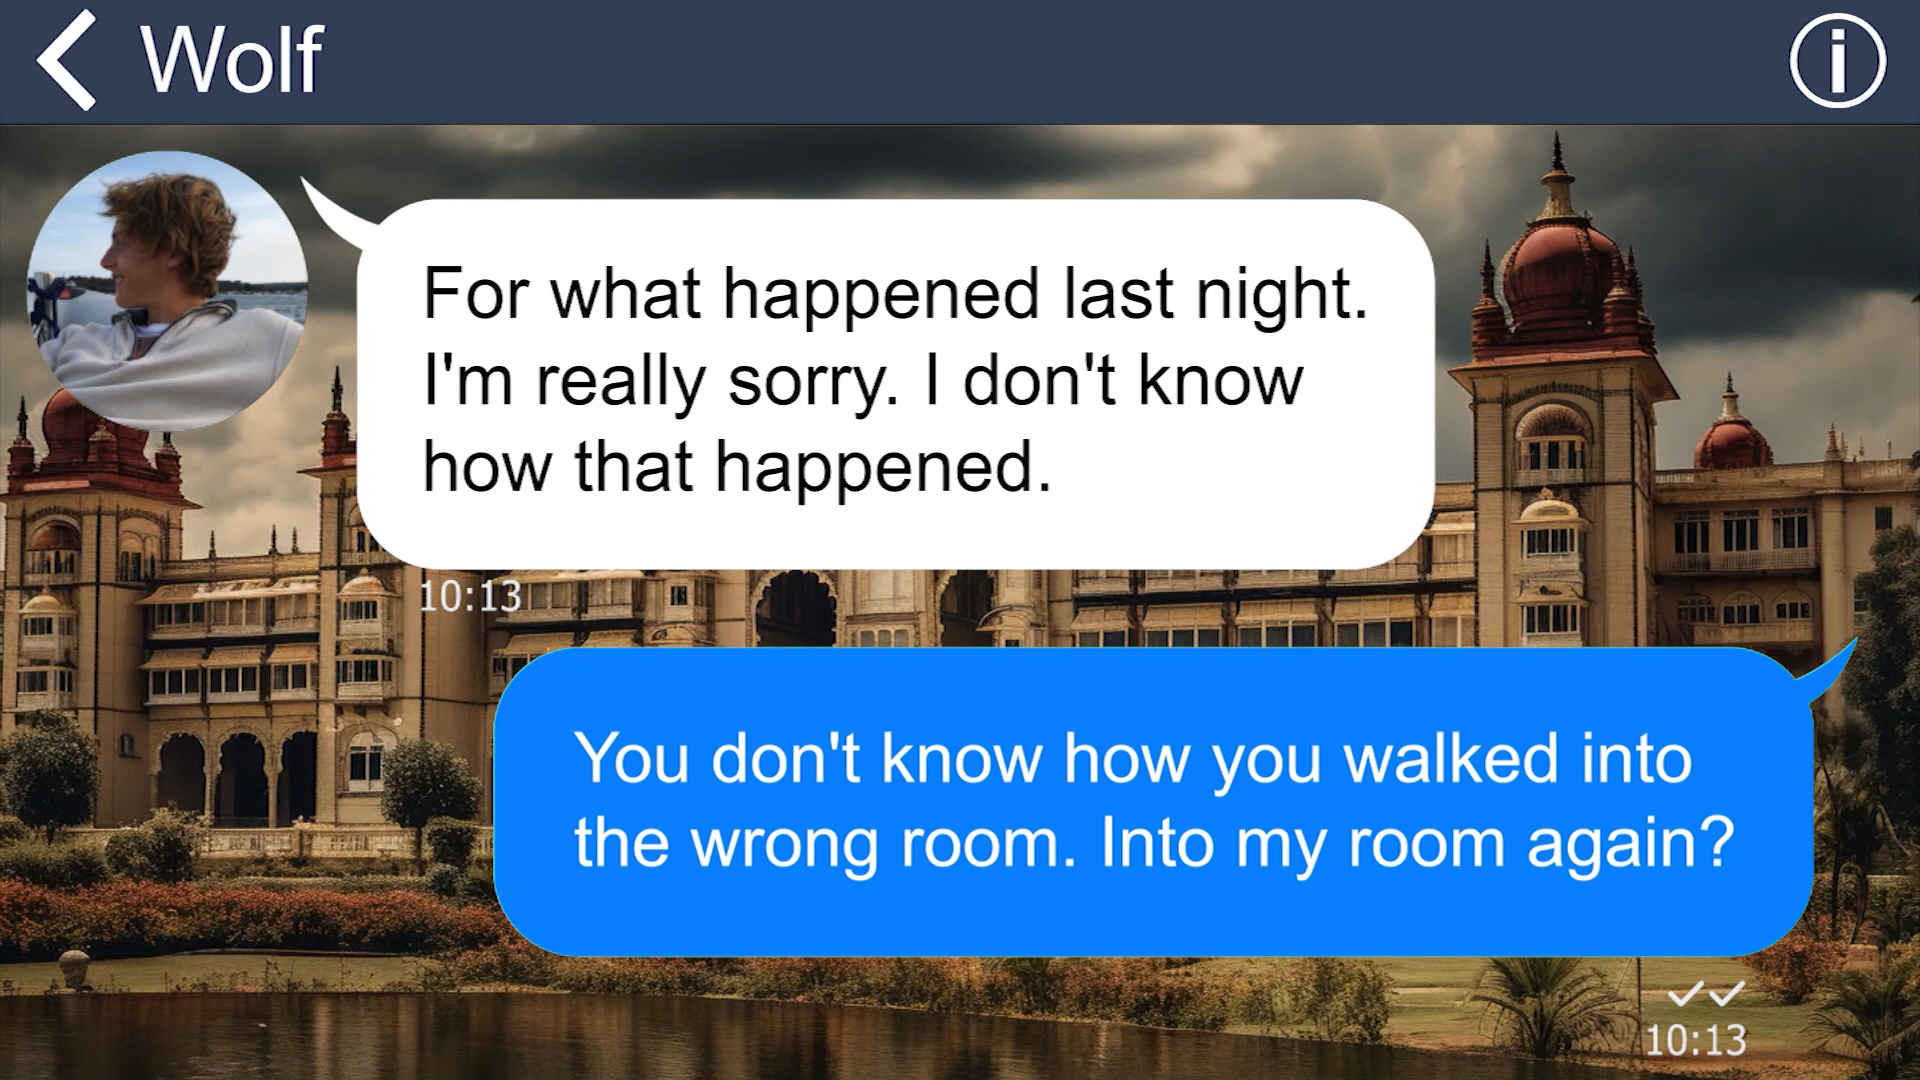 Wolf
For what happened last night.
I'm really sorry. I don't know
how that happened.
10:13
You don't know how you walked into
the wrong room. Into my room again?
10:13